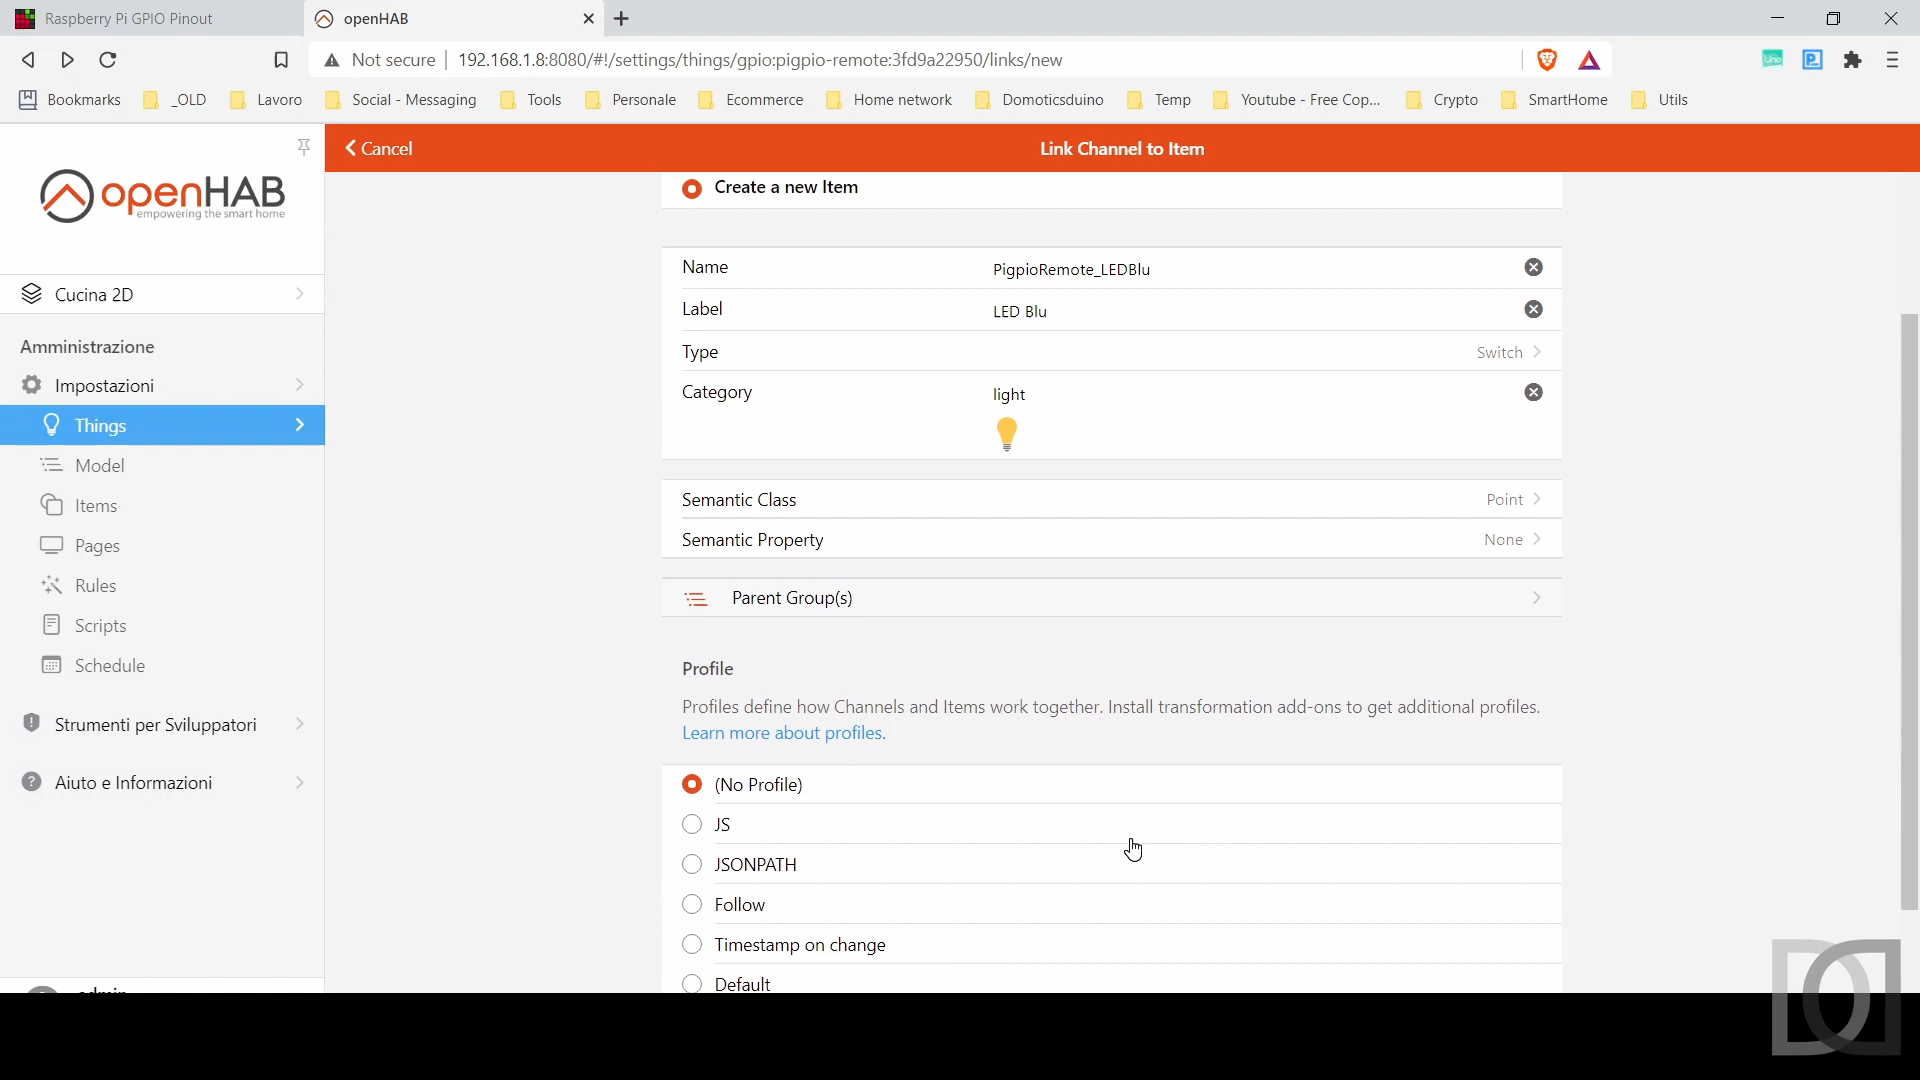 Raspberry Pi GPIO Pinout
openHAB
Not secure
192.168.1.8:8080/#!/settings/things/gpio:pigpio-remote:3fd9a22950/links/new
Bookmarks
_OLD
Lavoro
Social - Messaging
Tools
Personale
Ecommerce
Home network
Domoticsduino
Temp
Youtube - Free Cop...
Crypto
SmartHome
Utils
Cancel
Link Channel to Item
openHAB
empowering the smart home
Cucina 2D
Amministrazione
Impostazioni
Things
Model
Items
Pages
Rules
Scripts
Schedule
Strumenti per Sviluppatori
Aiuto e Informazioni
admin
Create a new Item
Name
PigpioRemote_LEDBlu
Label
LED Blu
Type
Switch
Category
light
Semantic Class
Point
Semantic Property
None
Parent Group(s)
Profile
Profiles define how Channels and Items work together. Install transformation add-ons to get additional profiles.
Learn more about profiles.
(No Profile)
JS
JSONPATH
Follow
Timestamp on change
Default